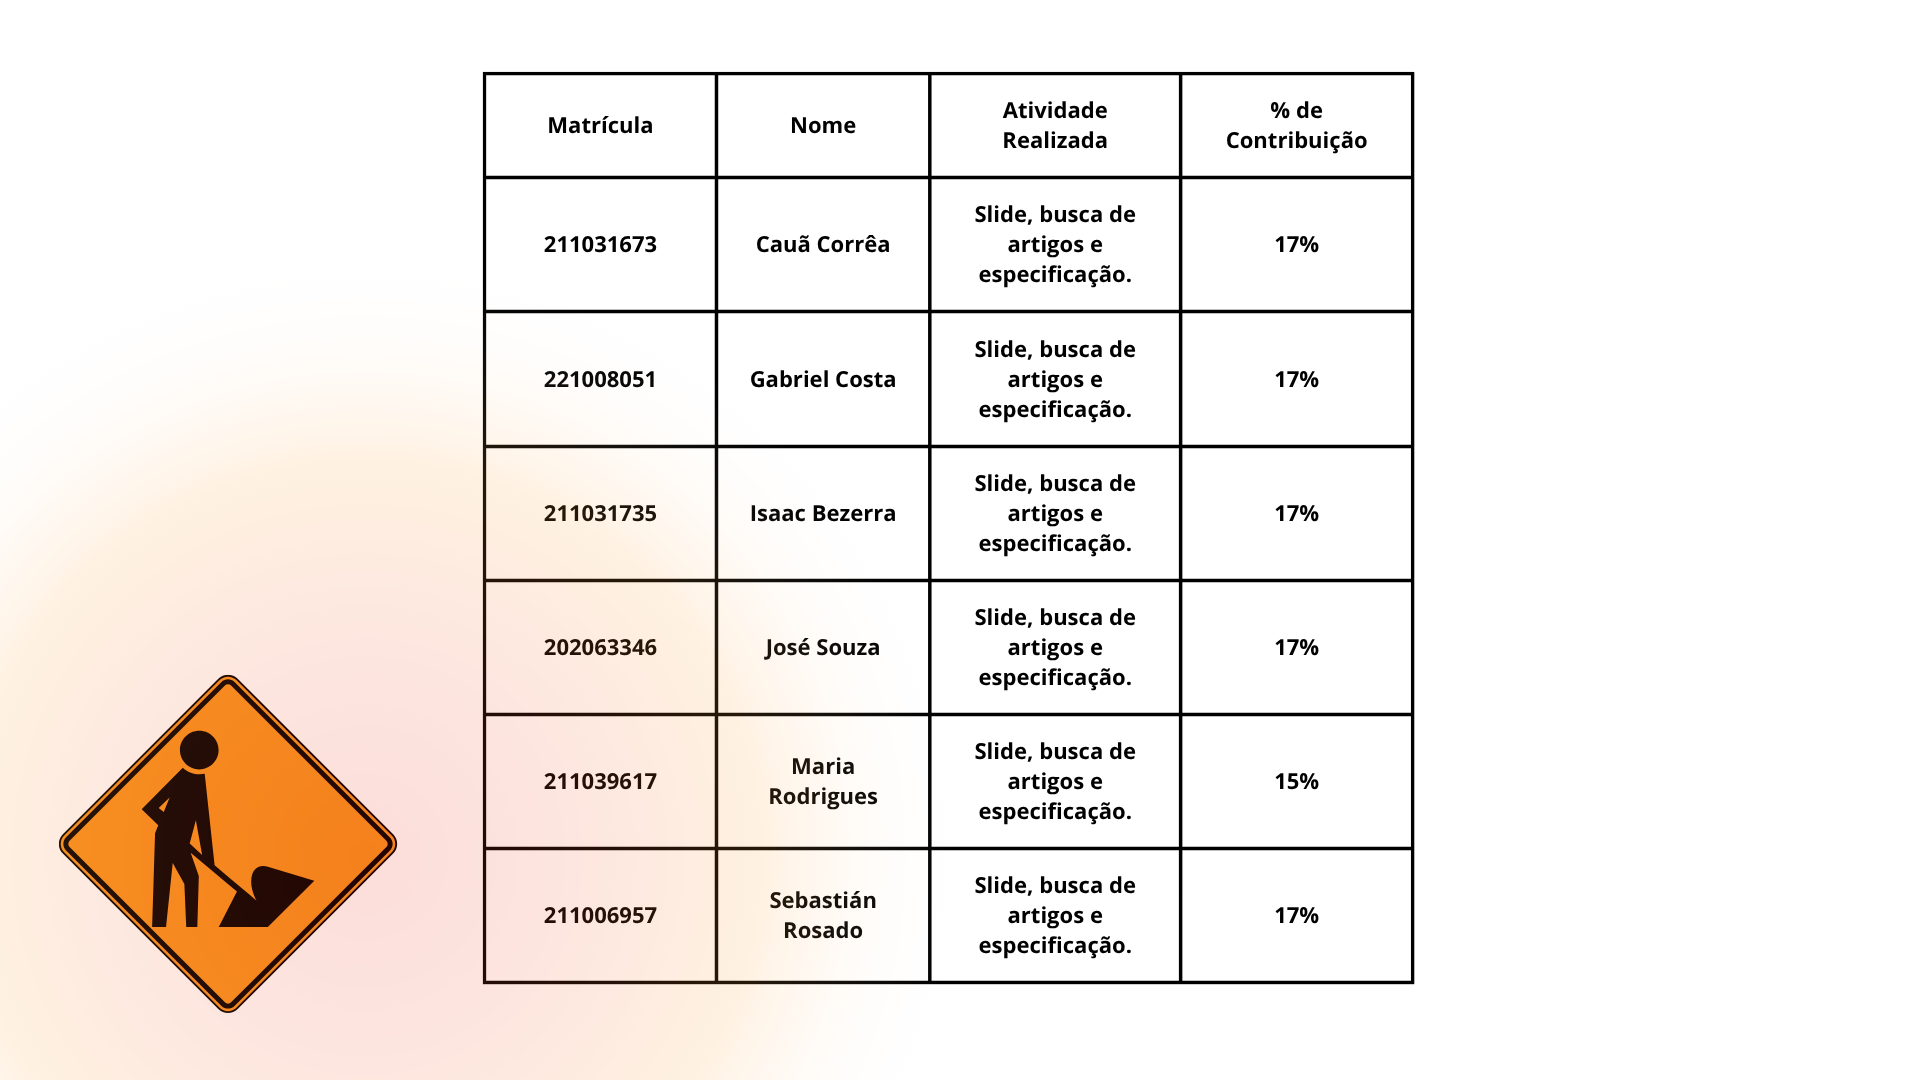 Matrícula
Nome
Atividade
Realizada
% de
Contribuição
211031673
Cauã Corrêa
Slide, busca de
artigos e
especificação.
17%
221008051
Gabriel Costa
Slide, busca de
artigos e
especificação.
17%
211031735
Isaac Bezerra
Slide, busca de
artigos e
especificação.
17%
202063346
José Souza
Slide, busca de
artigos e
especificação.
17%
211039617
Maria
Rodrigues
Slide, busca de
artigos e
especificação.
15%
211006957
Sebastián
Rosado
Slide, busca de
artigos e
especificação.
17%